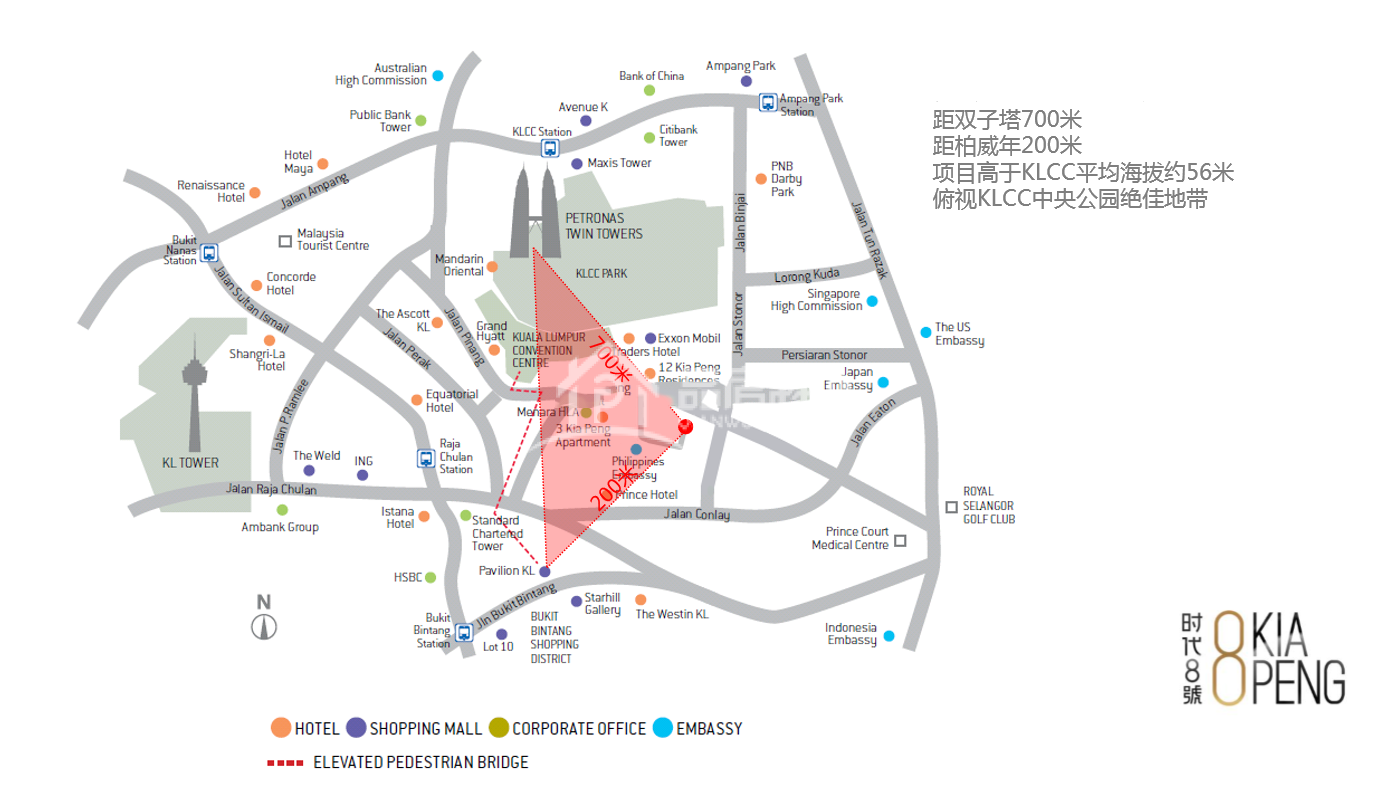 Australian
High Commission
Public Bank
Tower
Hotel
Maya
Renaissance
Hotel
Jalan Ampang
Bukit
Nanas
Station
Malaysia
Tourist Centre
Concorde
Hotel
Jalan Sultan Ismail
Shangri-La
Hotel
KL TOWER
Jalan P.Ramlee
The Weld
ING
Jalan Raja Chulan
Ambank Group
KLCC Station
Avenue K
Bank of China
Ampang Park
Ampang Park
Station
Citibank
Tower
Maxis Tower
PNB
Darby
Park
PETRONAS
TWIN TOWERS
KLCC PARK
Mandarin
Oriental
The Ascott
KL
Jalan Pinang
Jalan Perak
Grand
Hyatt
KUALA LUMPUR
CONVENTION
CENTRE
Equatorial
Hotel
Raja
Chulan
Station
Jalan Binjai
Jalan Stonor
Jalan Tun Razak
Lorong Kuda
Singapore
High Commission
Persiaran Stonor
The US
Embassy
Japan
Embassy
Jalan Eaton
Exxon Mobil
Traders Hotel
12 Kia Peng
Residences
700米
Menara HLA
3 Kia Peng
Apartment
Philippines
Embassy
200米
Prince Hotel
Jalan Conlay
Istana
Hotel
Standard
Chartered
Tower
HSBC
Pavilion KL
Jln Bukit Bintang
Bukit
Bintang
Station
Lot 10
BUKIT
BINTANG
SHOPPING
DISTRICT
Starhill
Gallery
The Westin KL
Prince Court
Medical Centre
ROYAL
SELANGOR
GOLF CLUB
Indonesia
Embassy
N
距双子塔700米
距柏威年200米
项目高于KLCC平均海拔约56米
俯视KLCC中央公园绝佳地带
时代8號
8 KIA
PENG
HOTEL
SHOPPING MALL
CORPORATE OFFICE
EMBASSY
ELEVATED PEDESTRIAN BRIDGE